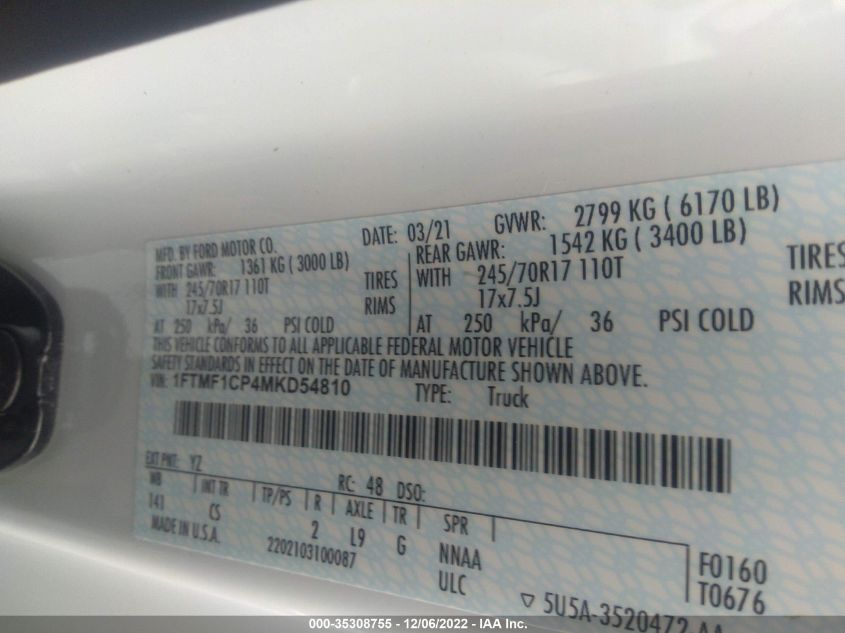 MFD. BY FORD MOTOR CO. DATE: 03/21 GVWR: 2799 KG ( 6170 LB)
FRONT GAWR: 1361 KG ( 3000 LB) REAR GAWR: 1542 KG ( 3400 LB)
WITH 245/70R17 110T TIRES WITH 245/70R17 110T TIRES
17x7.5J RIMS 17x7.5J RIMS
AT 250 kPa/ 36 PSI COLD AT 250 kPa/ 36 PSI COLD
THIS VEHICLE CONFORMS TO ALL APPLICABLE FEDERAL MOTOR VEHICLE
SAFETY STANDARDS IN EFFECT ON THE DATE OF MANUFACTURE SHOWN ABOVE.
VIN: 1FTMF1CP4MKD54810 TYPE: Truck
EXT PNT: YZ RC: 48 DSO:
WB INT TR TP/PS R AXLE TR SPR
141 CS 2 L9 G NNAA F0160
MADE IN U.S.A. 2202103100087 ULC T0676
▽ 5U5A-3520472-AA
000-35308755 - 12/06/2022 - IAA Inc.